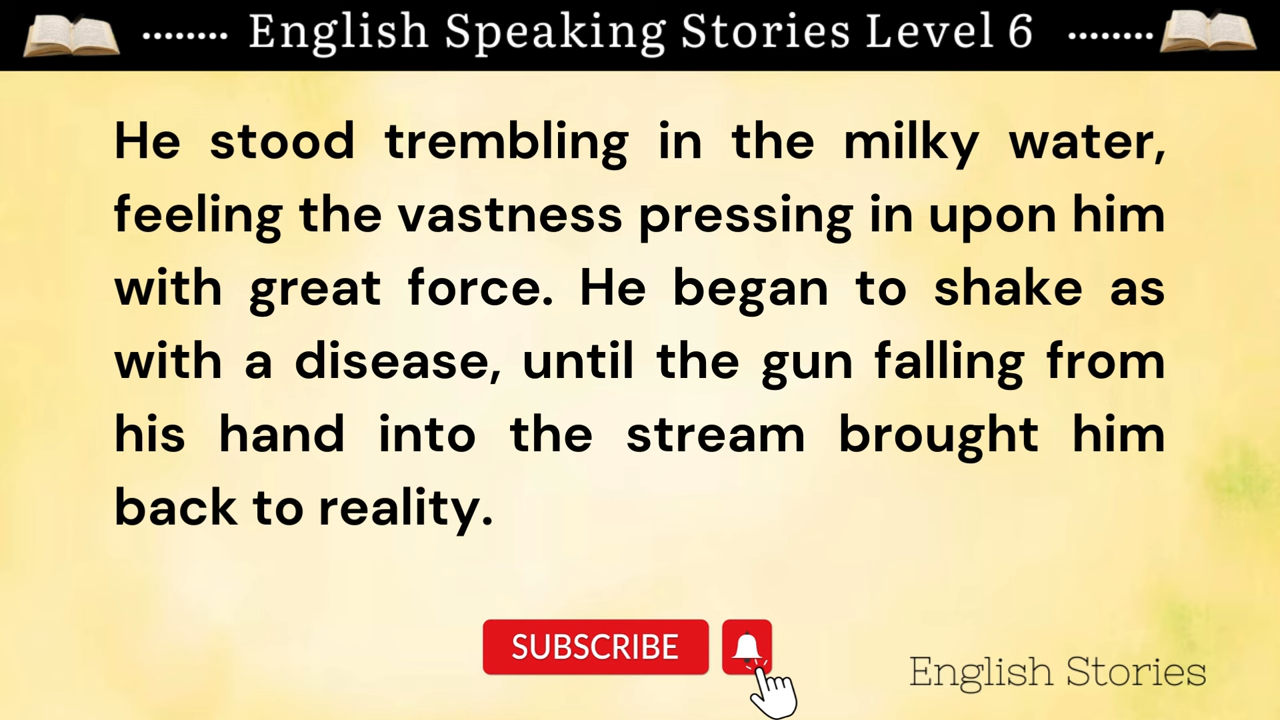 ........ English Speaking Stories Level 6 ........
He stood trembling in the milky water,
feeling the vastness pressing in upon him
with great force. He began to shake as
with a disease, until the gun falling from
his hand into the stream brought him
back to reality.
SUBSCRIBE
English Stories